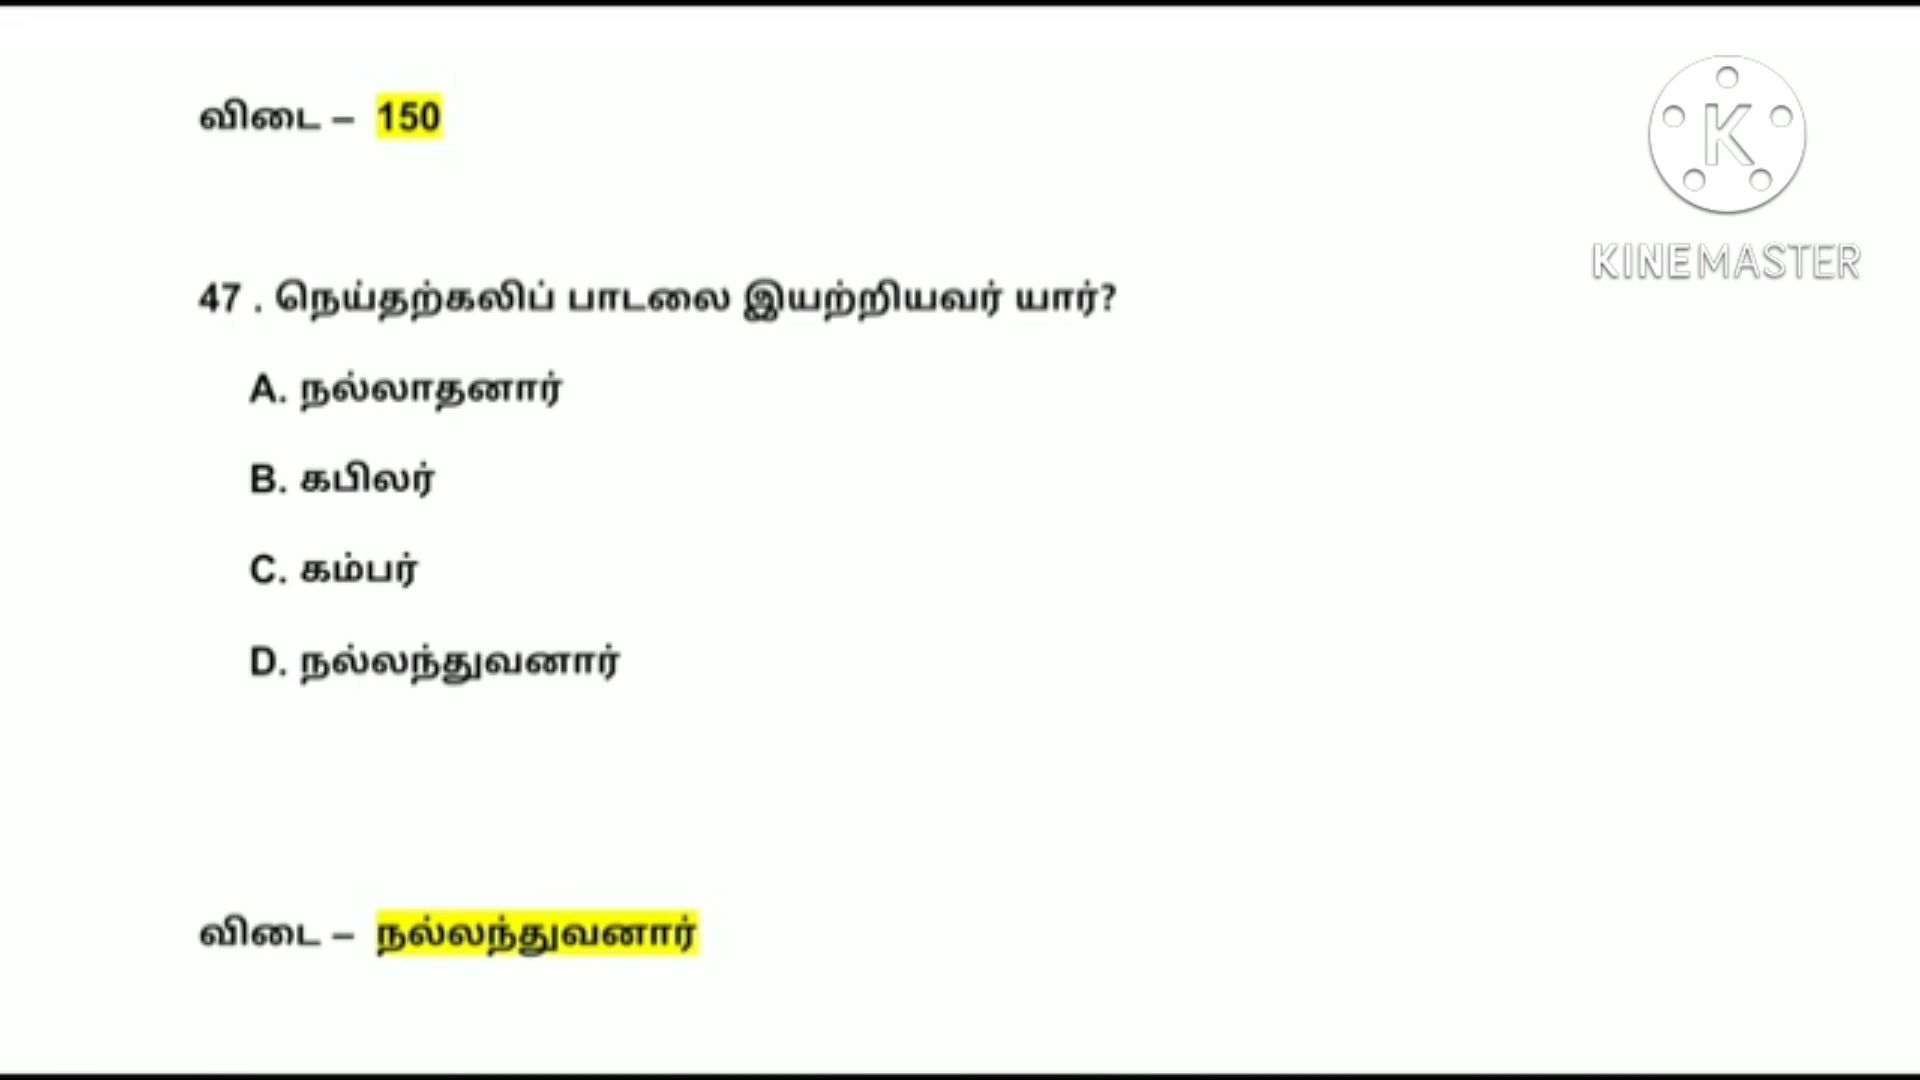 விடை – 150
K
KINEMASTER
47 . நெய்தற்கலிப் பாடலை இயற்றியவர் யார்?
A. நல்லாதனார்
B. கபிலர்
C. கம்பர்
D. நல்லந்துவனார்
விடை – நல்லந்துவனார்